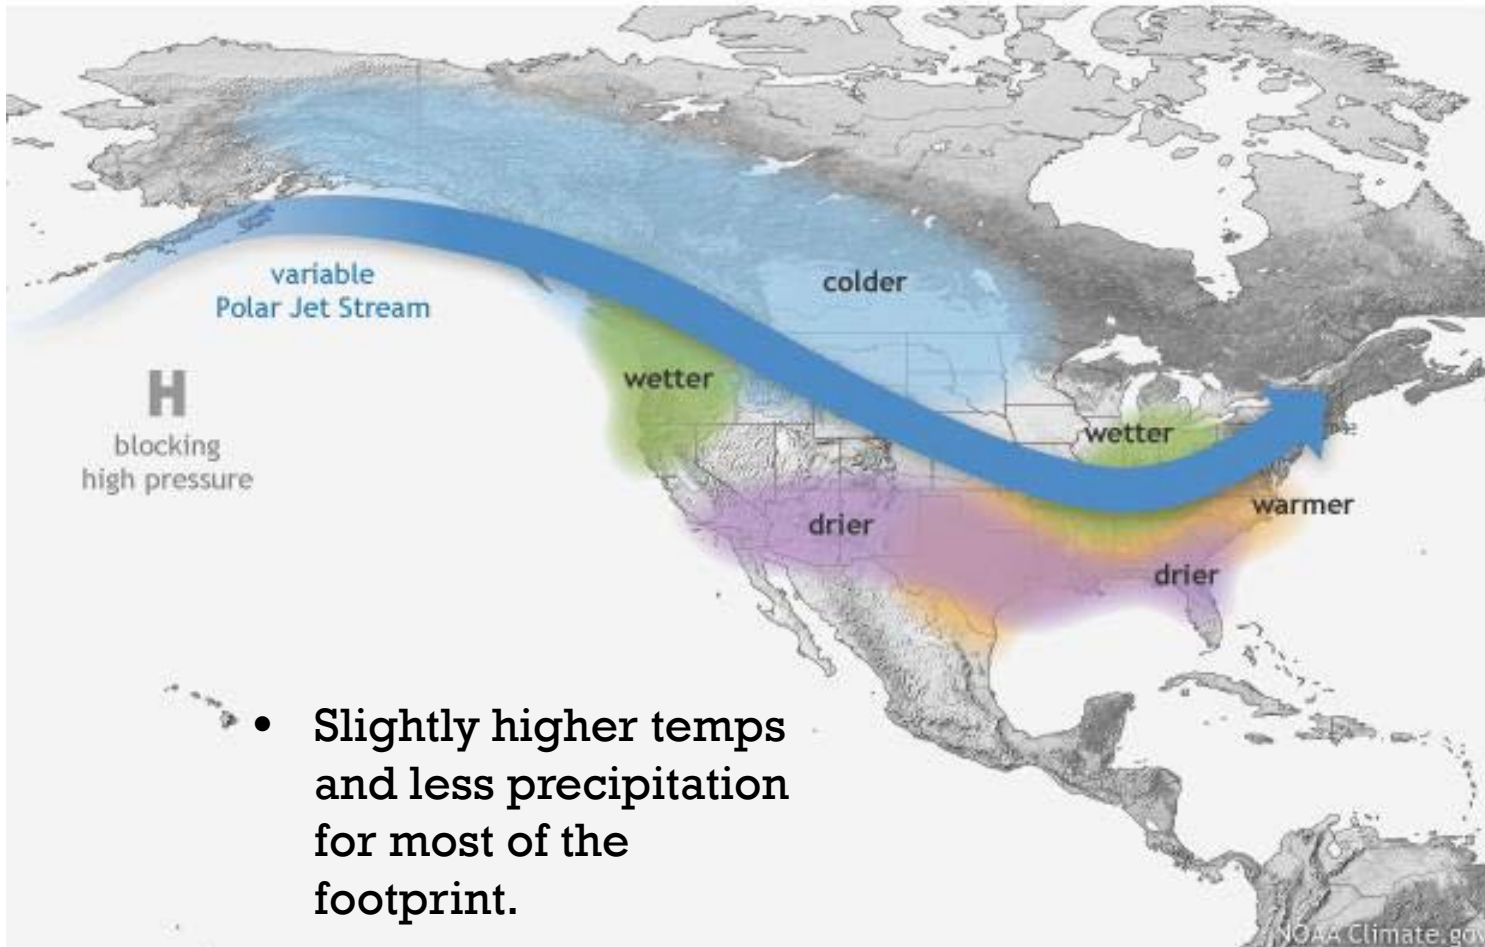 variable
Polar Jet Stream
colder
H
blocking
high pressure
wetter
wetter
warmer
drier
drier
• Slightly higher temps
and less precipitation
for most of the
footprint.
NOAA Climate.gov